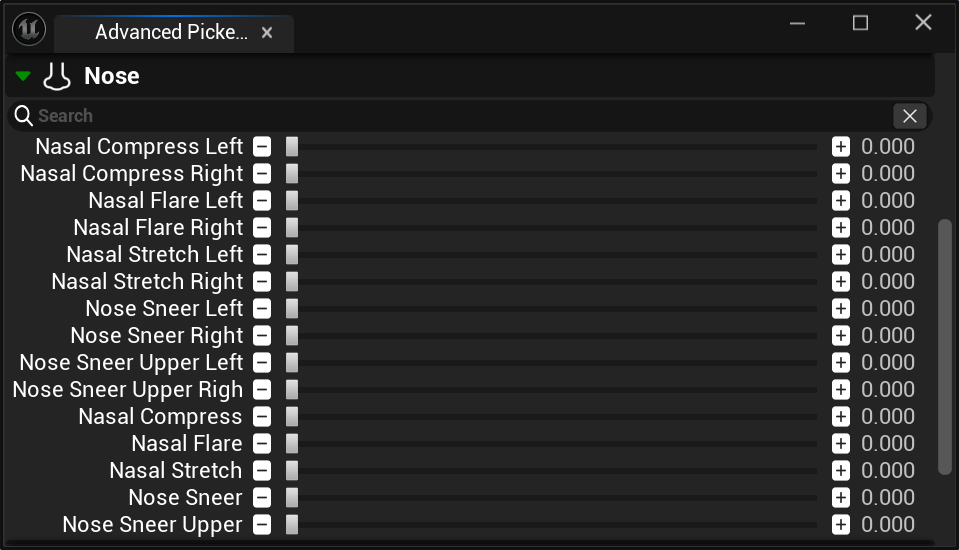 Advanced Picke...
Nose
Search
Nasal Compress Left 0.000
Nasal Compress Right 0.000
Nasal Flare Left 0.000
Nasal Flare Right 0.000
Nasal Stretch Left 0.000
Nasal Stretch Right 0.000
Nose Sneer Left 0.000
Nose Sneer Right 0.000
Nose Sneer Upper Left 0.000
Nose Sneer Upper Righ 0.000
Nasal Compress 0.000
Nasal Flare 0.000
Nasal Stretch 0.000
Nose Sneer 0.000
Nose Sneer Upper 0.000